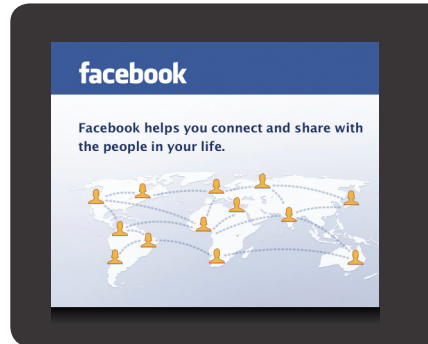 facebook
Facebook helps you connect and share with
the people in your life.